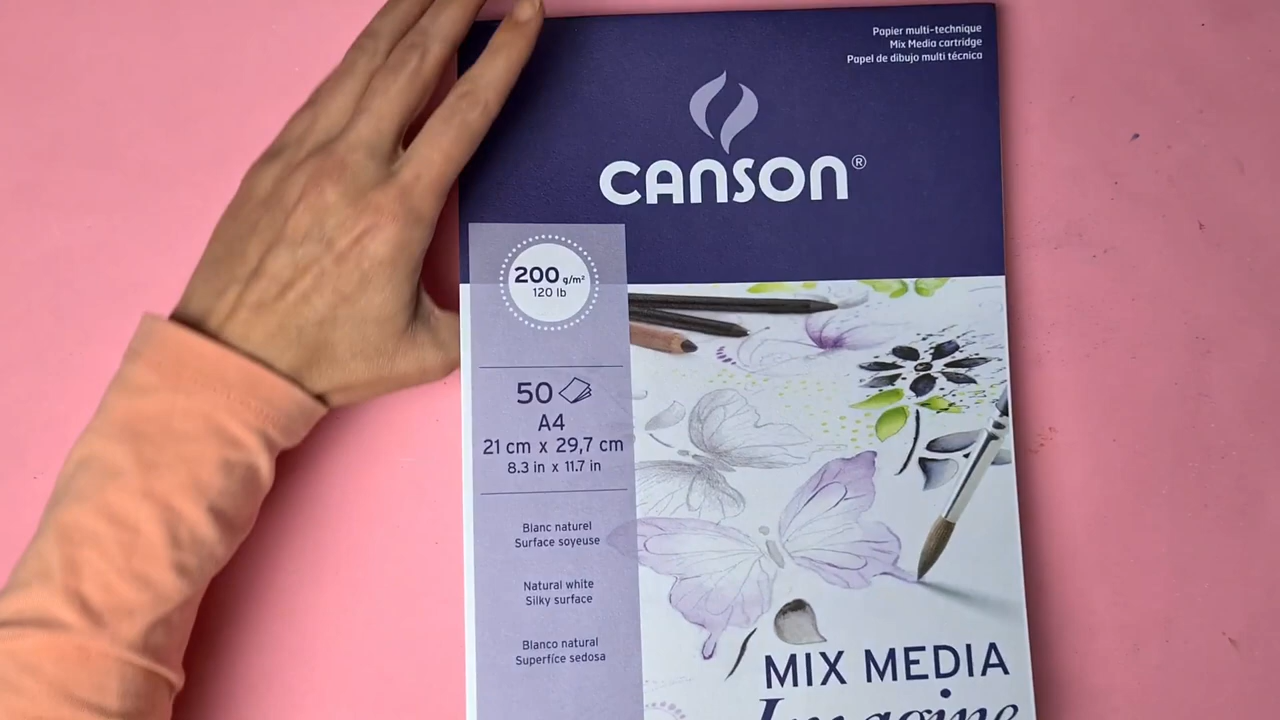 Papier multi-technique
Mix Media cartridge
Papel de dibujo multi técnica
CANSON®
200 g/m²
120 lb
50
A4
21 cm x 29,7 cm
8.3 in x 11.7 in
Blanc naturel
Surface soyeuse
Natural white
Silky surface
Blanco natural
Superfíce sedosa
MIX MEDIA
Imagine